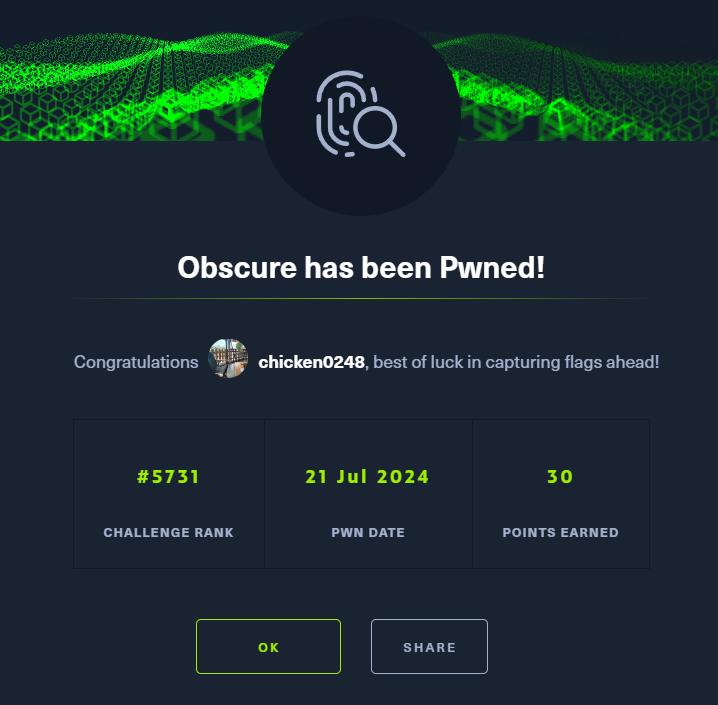 Obscure has been Pwned!
Congratulations chicken0248, best of luck in capturing flags ahead!
#5731 21 Jul 2024 30
CHALLENGE RANK PWN DATE POINTS EARNED
OK SHARE